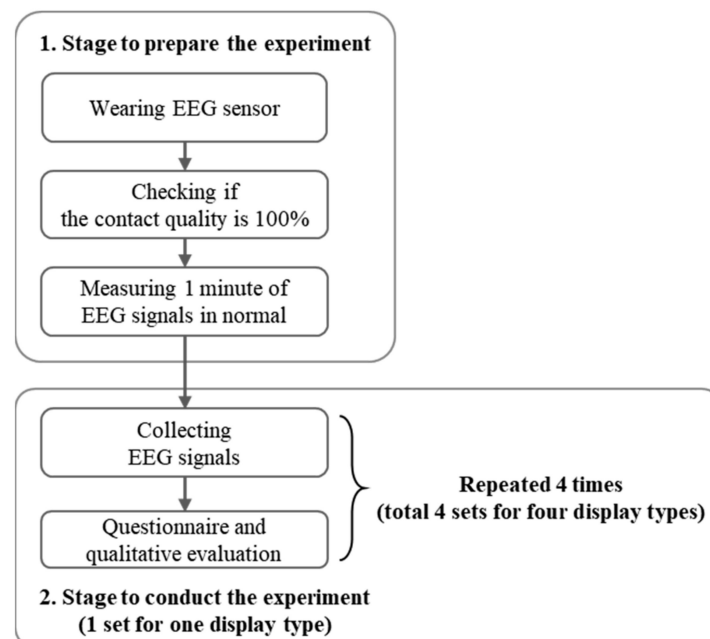 1. Stage to prepare the experiment
Wearing EEG sensor
Checking if
the contact quality is 100%
Measuring 1 minute of
EEG signals in normal
Collecting
EEG signals
Questionnaire and
qualitative evaluation
Repeated 4 times
(total 4 sets for four display types)
2. Stage to conduct the experiment
(1 set for one display type)